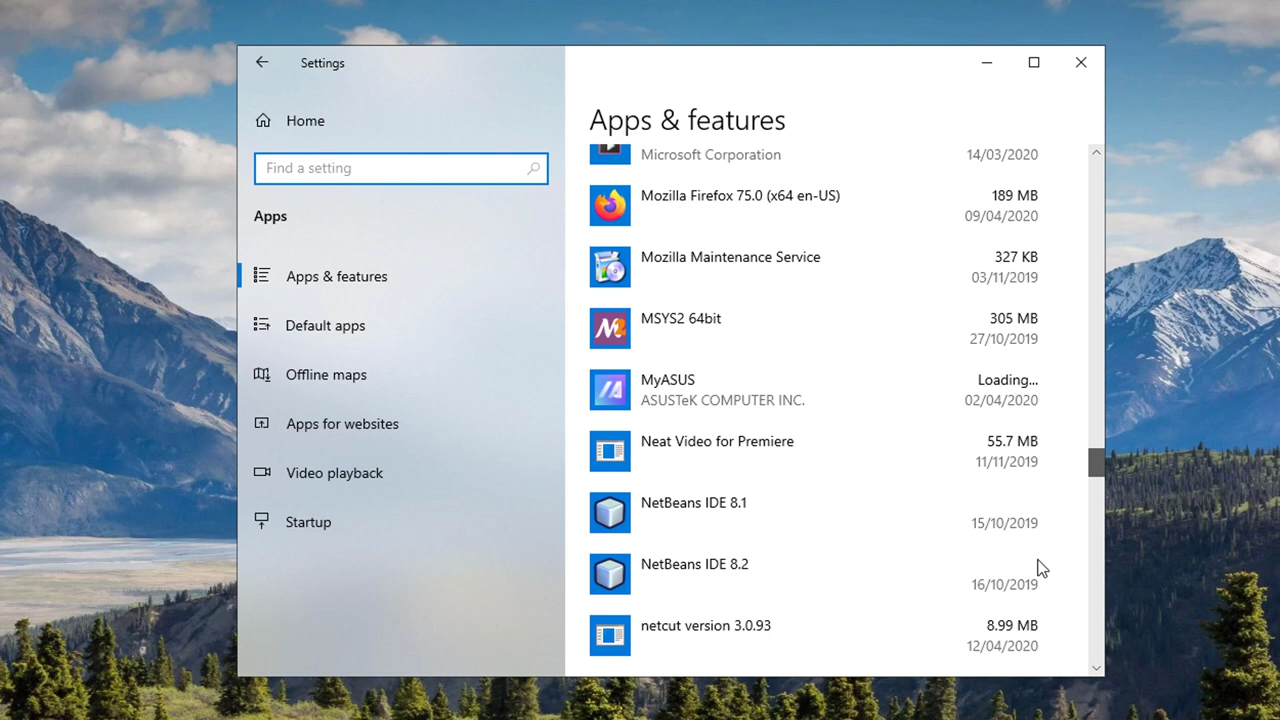 Settings
Home
Find a setting
Apps
Apps & features
Default apps
Offline maps
Apps for websites
Video playback
Startup
Apps & features
Microsoft Corporation 14/03/2020
Mozilla Firefox 75.0 (x64 en-US) 189 MB
09/04/2020
Mozilla Maintenance Service 327 KB
03/11/2019
MSYS2 64bit 305 MB
27/10/2019
MyASUS Loading...
ASUSTeK COMPUTER INC. 02/04/2020
Neat Video for Premiere 55.7 MB
11/11/2019
NetBeans IDE 8.1
15/10/2019
NetBeans IDE 8.2
16/10/2019
netcut version 3.0.93 8.99 MB
12/04/2020